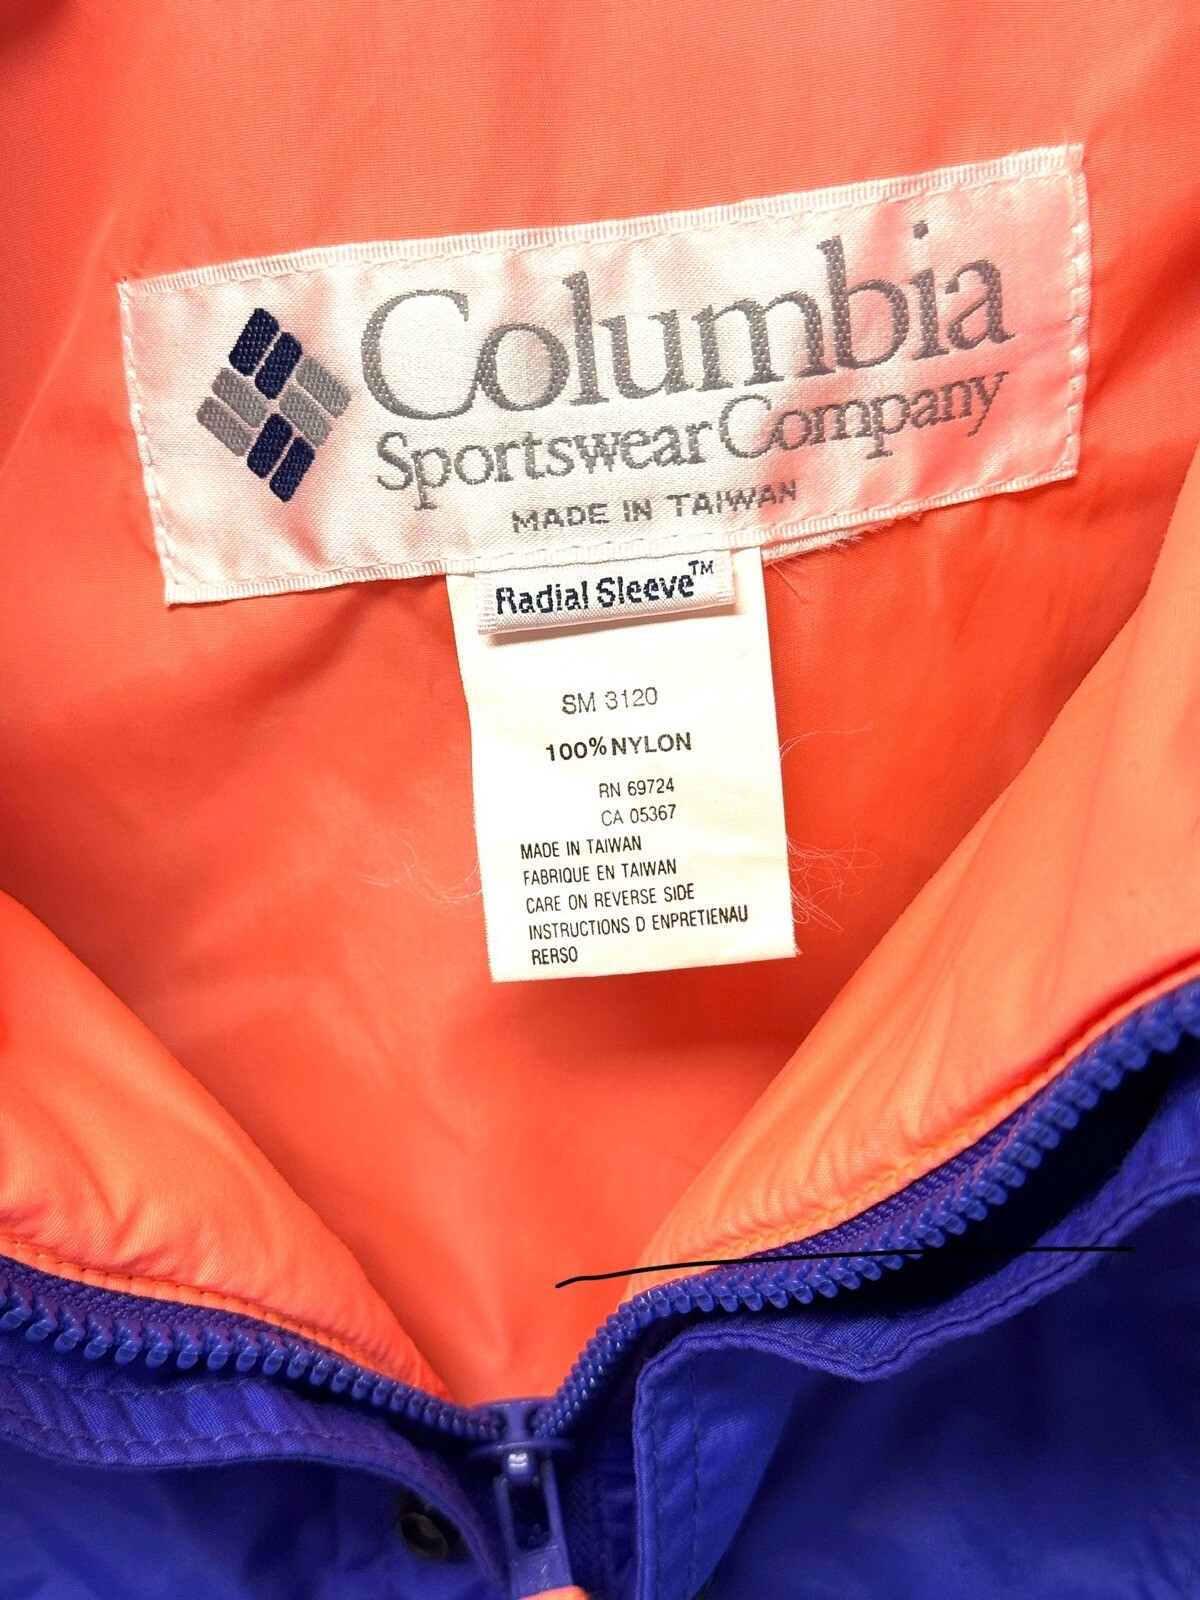 Columbia
Sportswear Company
MADE IN TAIWAN
Radial Sleeve™
SM 3120
100% NYLON
RN 69724
CA 05367
MADE IN TAIWAN
FABRIQUE EN TAIWAN
CARE ON REVERSE SIDE
INSTRUCTIONS D ENPRETIENAU
RERSO